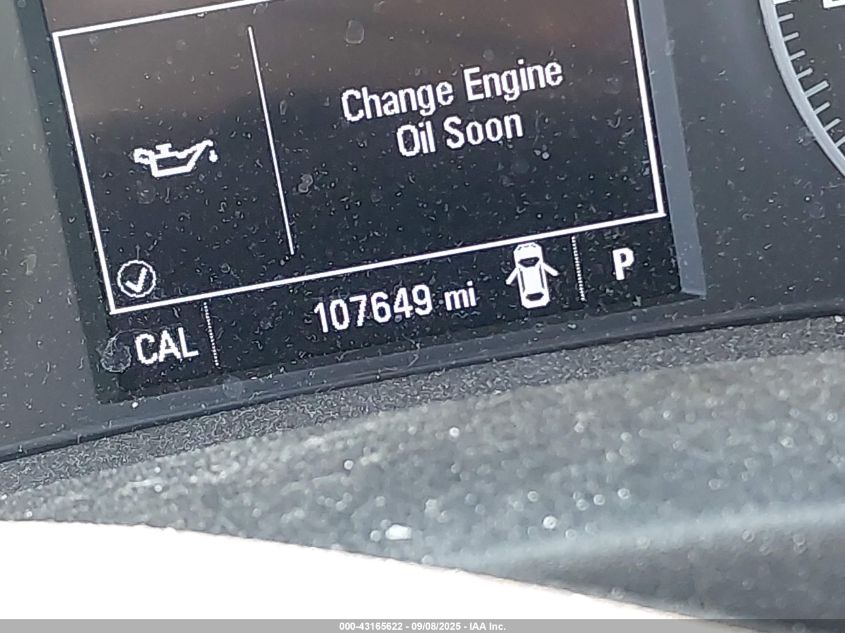 Change Engine
Oil Soon
107649 mi
P
CAL
000-43165622 - 09/08/2025 - IAA Inc.